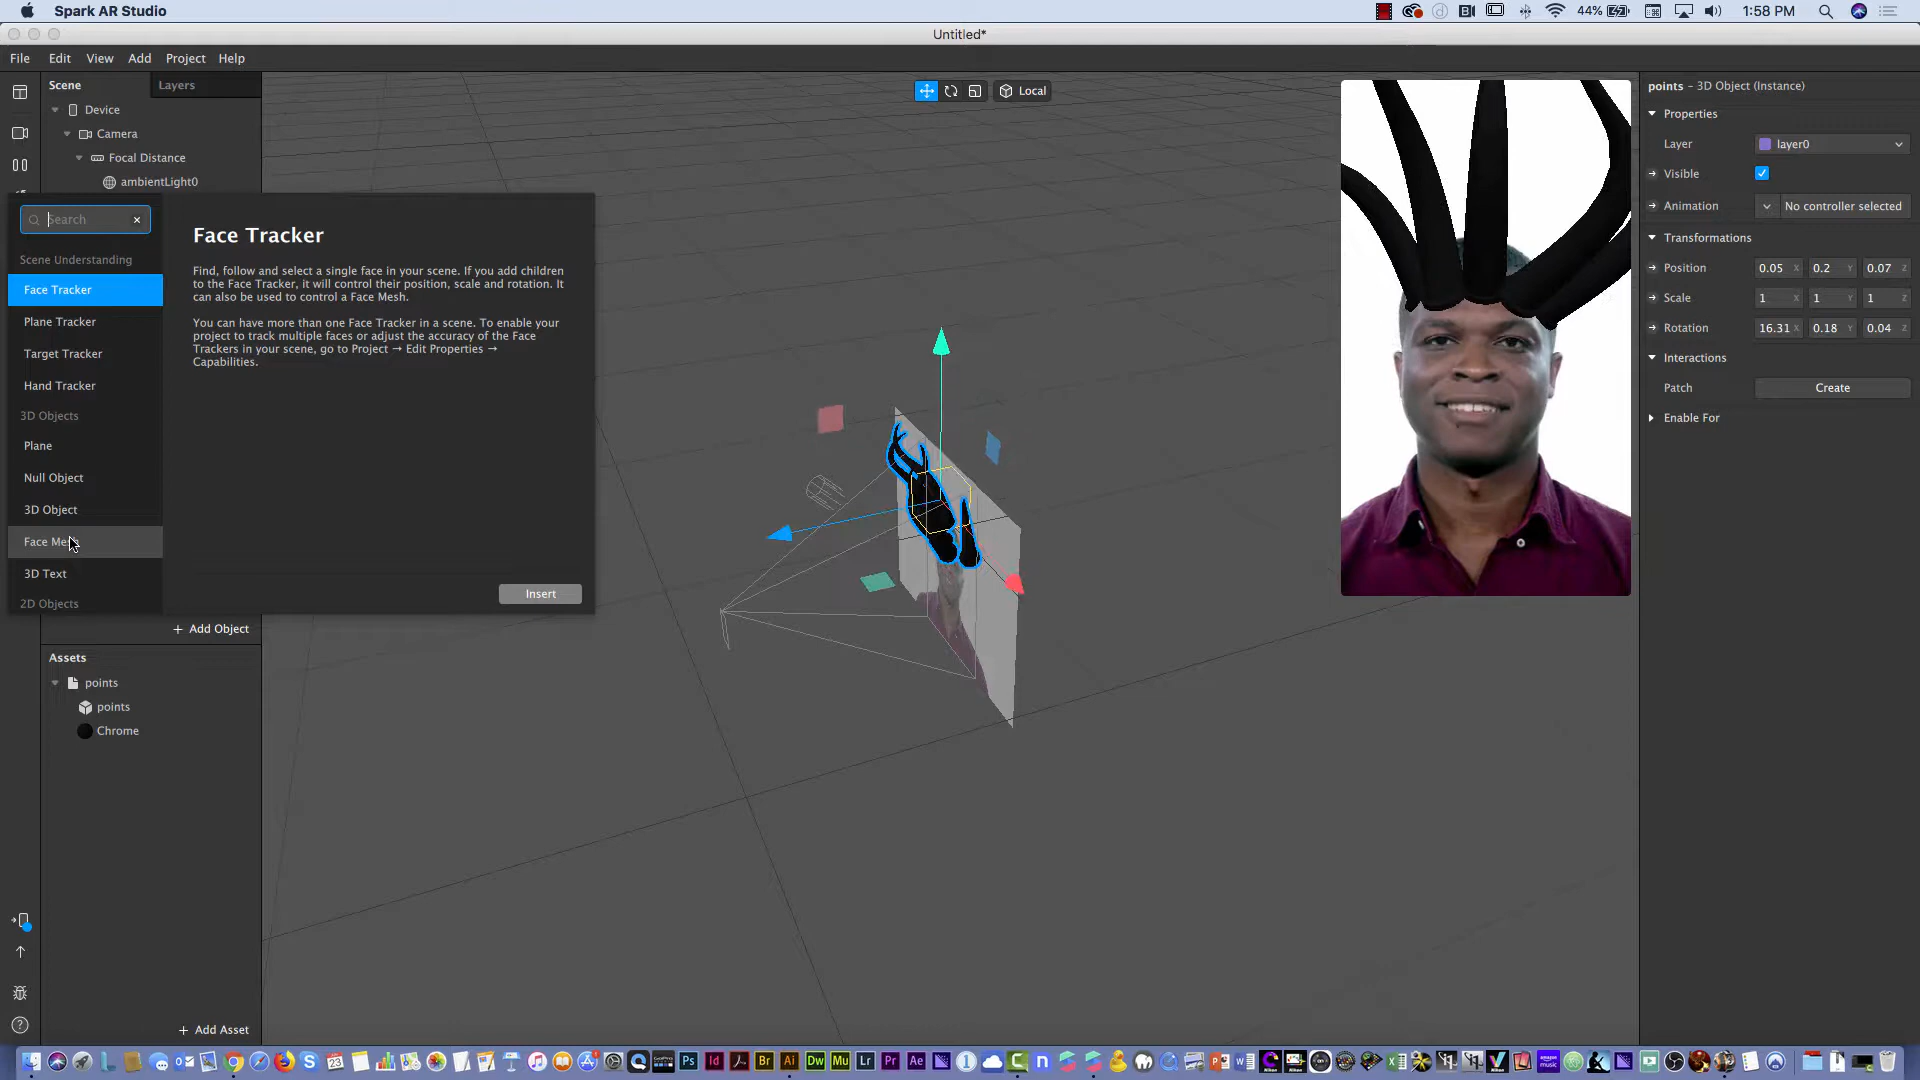 Spark AR Studio
44%
1:58 PM
Untitled*
File Edit View Add Project Help
Scene Layers
Local
points – 3D Object (Instance)
Device
Properties
Camera
Layer layer0
Focal Distance
Visible
ambientLight0
Animation No controller selected
Search
Face Tracker
Transformations
Scene Understanding
Find, follow and select a single face in your scene. If you add children
Position 0.05 X 0.2 Y 0.07 Z
to the Face Tracker, it will control their position, scale and rotation. It
Face Tracker
can also be used to control a Face Mesh.
Scale 1 X 1 Y 1 Z
Plane Tracker
You can have more than one Face Tracker in a scene. To enable your
Rotation 16.31 X 0.18 Y 0.04 Z
project to track multiple faces or adjust the accuracy of the Face
Trackers in your scene, go to Project → Edit Properties →
Target Tracker
Capabilities.
Interactions
Hand Tracker
Patch Create
3D Objects
Enable For
Plane
Null Object
3D Object
Face Mesh
3D Text
2D Objects
Insert
+ Add Object
Assets
points
points
Chrome
+ Add Asset